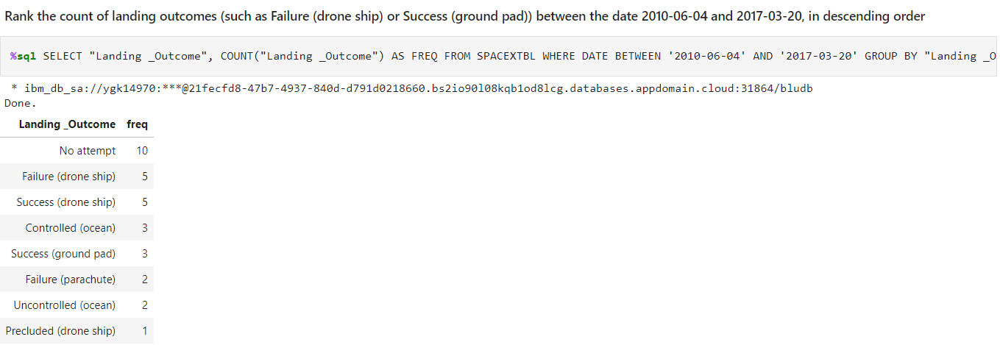 Rank the count of landing outcomes (such as Failure (drone ship) or Success (ground pad)) between the date 2010-06-04 and 2017-03-20, in descending order
%sql SELECT "Landing _Outcome", COUNT("Landing _Outcome") AS FREQ FROM SPACEXTBL WHERE DATE BETWEEN '2010-06-04' AND '2017-03-20' GROUP BY "Landing _O
* ibm_db_sa://ygk14970:***@21fecfd8-47b7-4937-840d-d791d0218660.bs2io90l08kqb1od8lcg.databases.appdomain.cloud:31864/bludb
Done.
Landing _Outcome freq
No attempt 10
Failure (drone ship) 5
Success (drone ship) 5
Controlled (ocean) 3
Success (ground pad) 3
Failure (parachute) 2
Uncontrolled (ocean) 2
Precluded (drone ship) 1